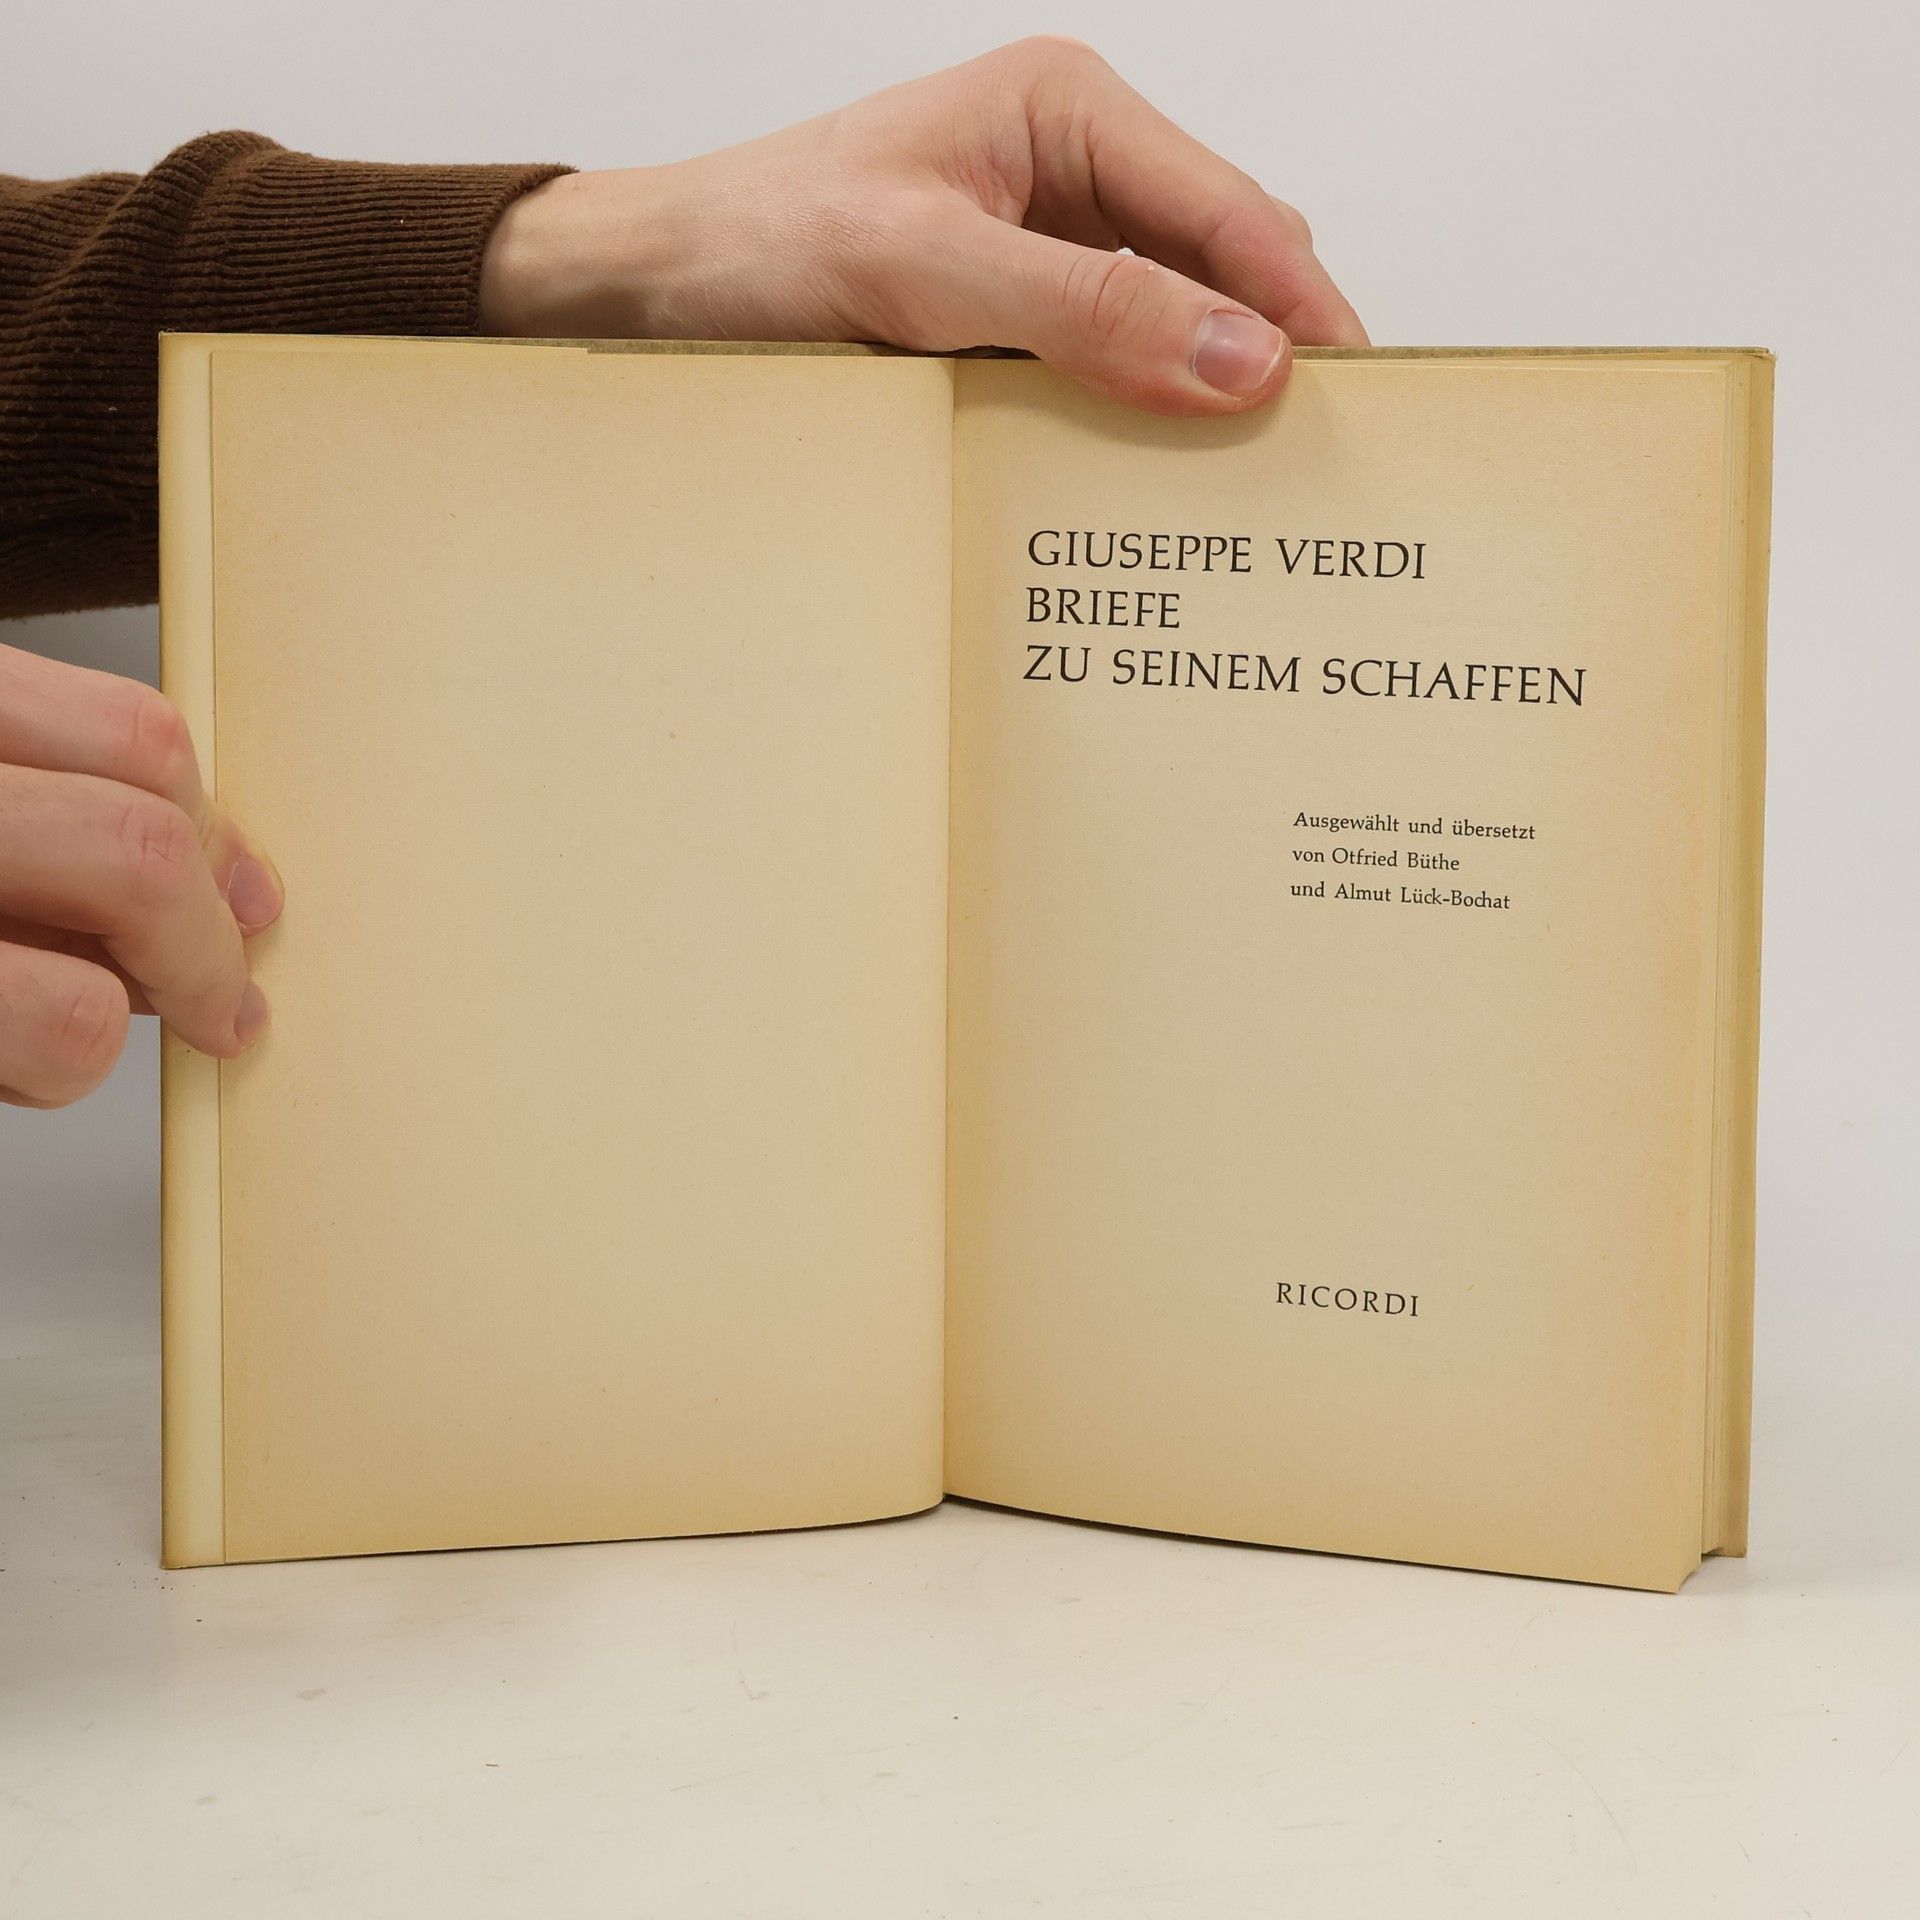 GIUSEPPE VERDI
BRIEFE
ZU SEINEM SCHAFFEN
Ausgewählt und übersetzt
von Otfried Büthe
und Almut Lück-Bochat
RICORDI